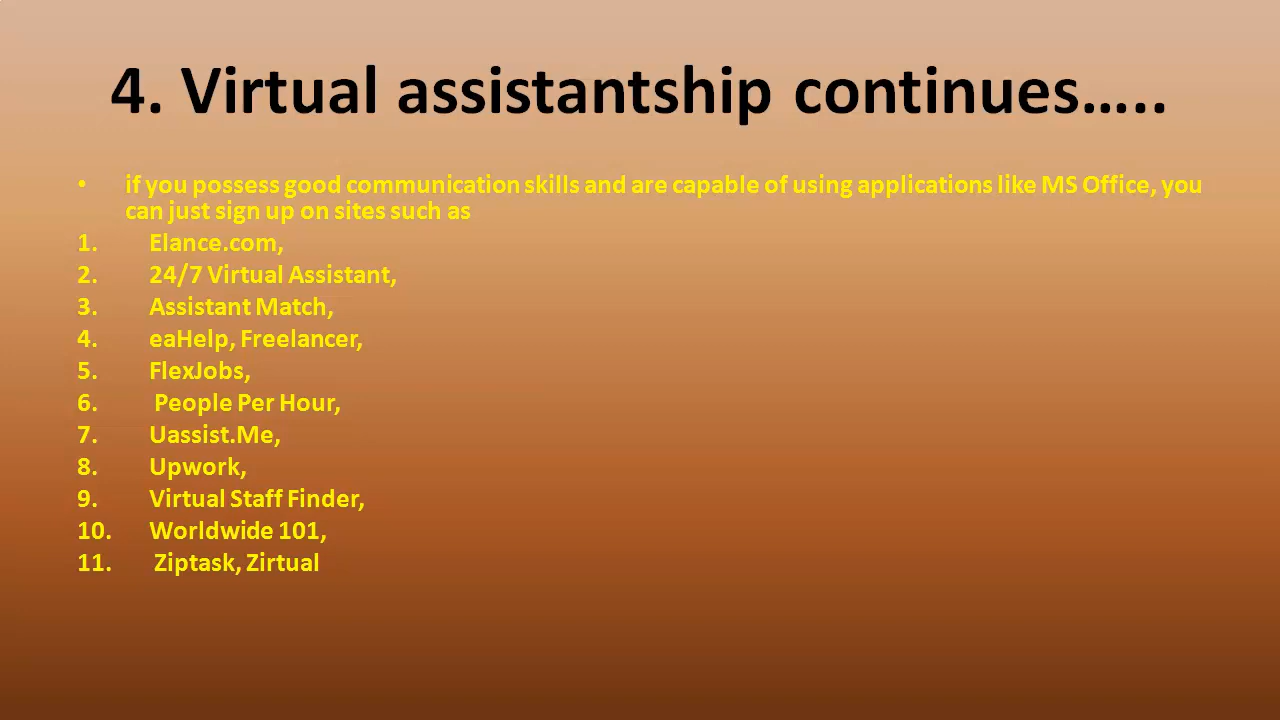 4. Virtual assistantship continues…..
• if you possess good communication skills and are capable of using applications like MS Office, you
can just sign up on sites such as
1. Elance.com,
2. 24/7 Virtual Assistant,
3. Assistant Match,
4. eaHelp, Freelancer,
5. FlexJobs,
6. People Per Hour,
7. Uassist.Me,
8. Upwork,
9. Virtual Staff Finder,
10. Worldwide 101,
11. Ziptask, Zirtual